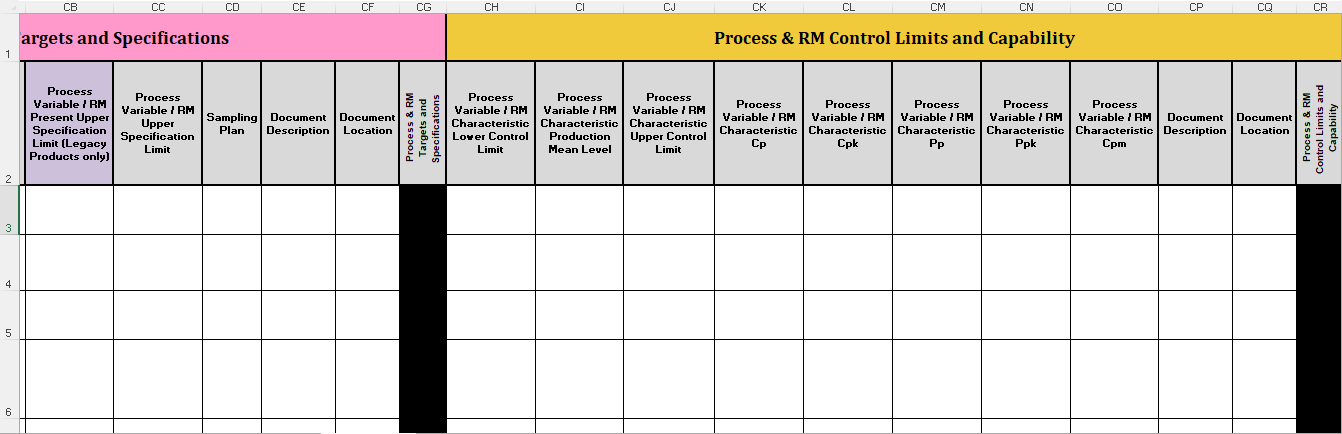 CB CC CD CE CF CG CH CI CJ CK CL CM CN CO CP CQ CR
1 argets and Specifications Process & RM Control Limits and Capability
2
Process
Variable / RM
Present Upper
Specification
Limit (Legacy
Products only)
Process
Variable / RM
Upper
Specification
Limit
Sampling
Plan
Document
Description
Document
Location
Process & RM
Targets and
Specifications
Process
Variable / RM
Characteristic
Lower Control
Limit
Process
Variable / RM
Characteristic
Production
Mean Level
Process
Variable / RM
Characteristic
Upper Control
Limit
Process
Variable / RM
Characteristic
Cp
Process
Variable / RM
Characteristic
Cpk
Process
Variable / RM
Characteristic
Pp
Process
Variable / RM
Characteristic
Ppk
Process
Variable / RM
Characteristic
Cpm
Document
Description
Document
Location
Process & RM
Control Limits and
Capability
3
4
5
6